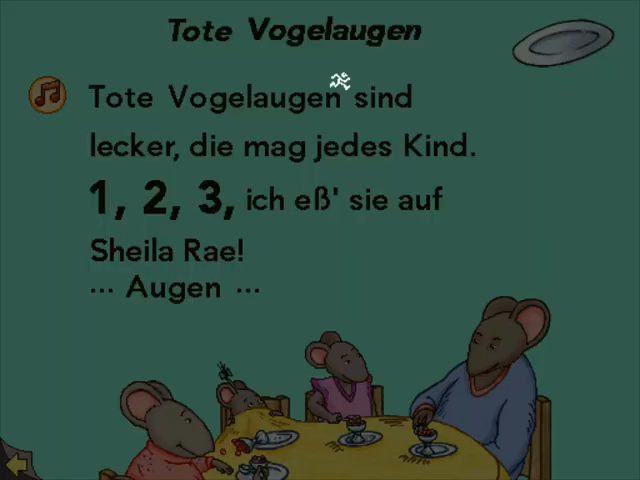 Tote Vogelaugen
Tote Vogelaugen sind
lecker, die mag jedes Kind.
1, 2, 3, ich eß' sie auf
Sheila Rae!
... Augen ...